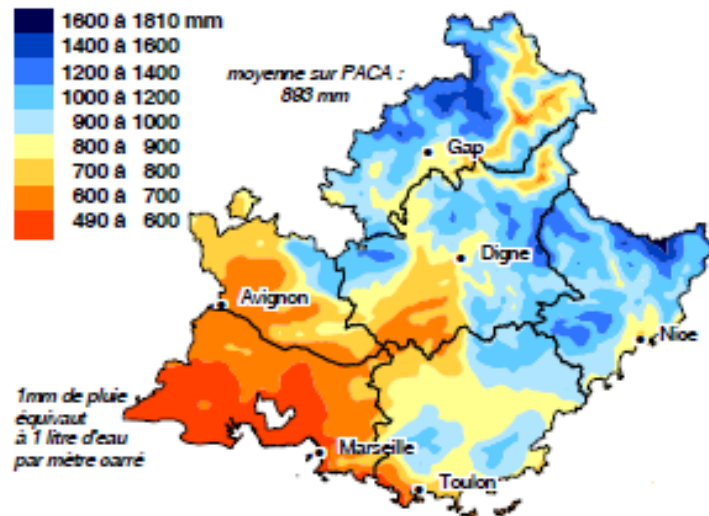 1600 à 1810 mm
1400 à 1600
1200 à 1400
1000 à 1200
900 à 1000
800 à 900
700 à 800
600 à 700
490 à 600
moyenne sur PACA :
893 mm
Gap
Digne
Avignon
Nice
1mm de pluie
équivaut
à 1 litre d'eau
par mètre carré
Marseille
Toulon